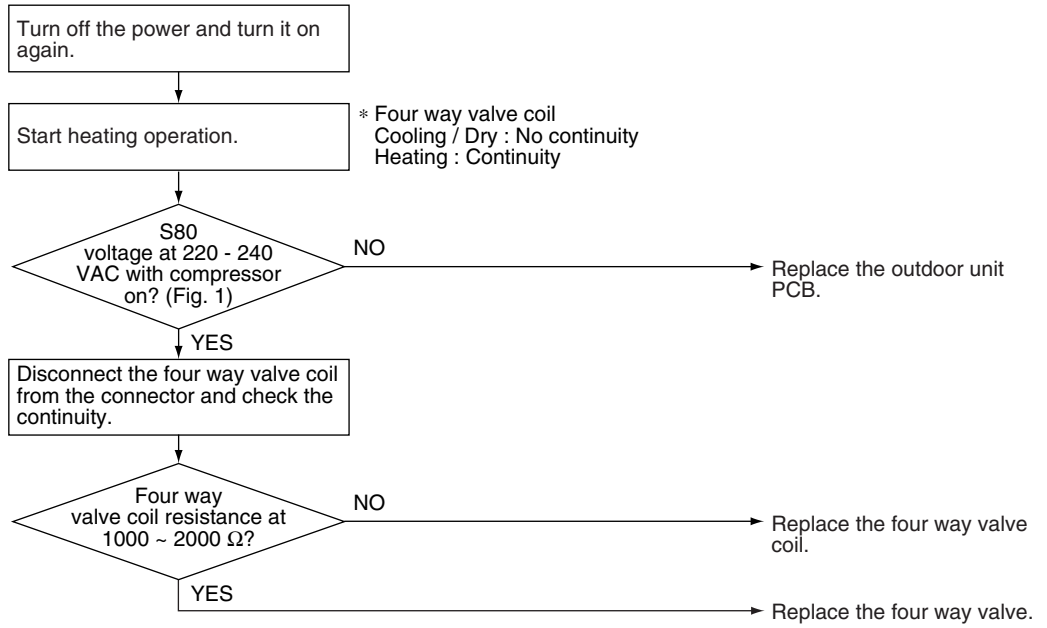 Turn off the power and turn it on
again.
Start heating operation.
* Four way valve coil
Cooling / Dry : No continuity
Heating : Continuity
S80
voltage at 220 - 240
VAC with compressor
on? (Fig. 1)
NO
Replace the outdoor unit
PCB.
YES
Disconnect the four way valve coil
from the connector and check the
continuity.
Four way
valve coil resistance at
1000 ~ 2000 Ω?
NO
Replace the four way valve
coil.
YES
Replace the four way valve.